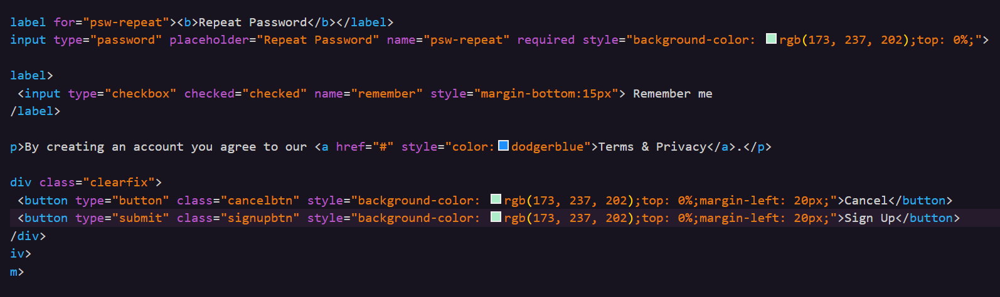 label for="psw-repeat"><b>Repeat Password</b></label>
input type="password" placeholder="Repeat Password" name="psw-repeat" required style="background-color: rgb(173, 237, 202);top: 0%;">
label>
<input type="checkbox" checked="checked" name="remember" style="margin-bottom:15px"> Remember me
/label>
p>By creating an account you agree to our <a href="#" style="color:dodgerblue">Terms & Privacy</a>.</p>
div class="clearfix">
<button type="button" class="cancelbtn" style="background-color: rgb(173, 237, 202);top: 0%;margin-left: 20px;">Cancel</button>
<button type="submit" class="signupbtn" style="background-color: rgb(173, 237, 202);top: 0%;margin-left: 20px;">Sign Up</button>
/div>
iv>
m>